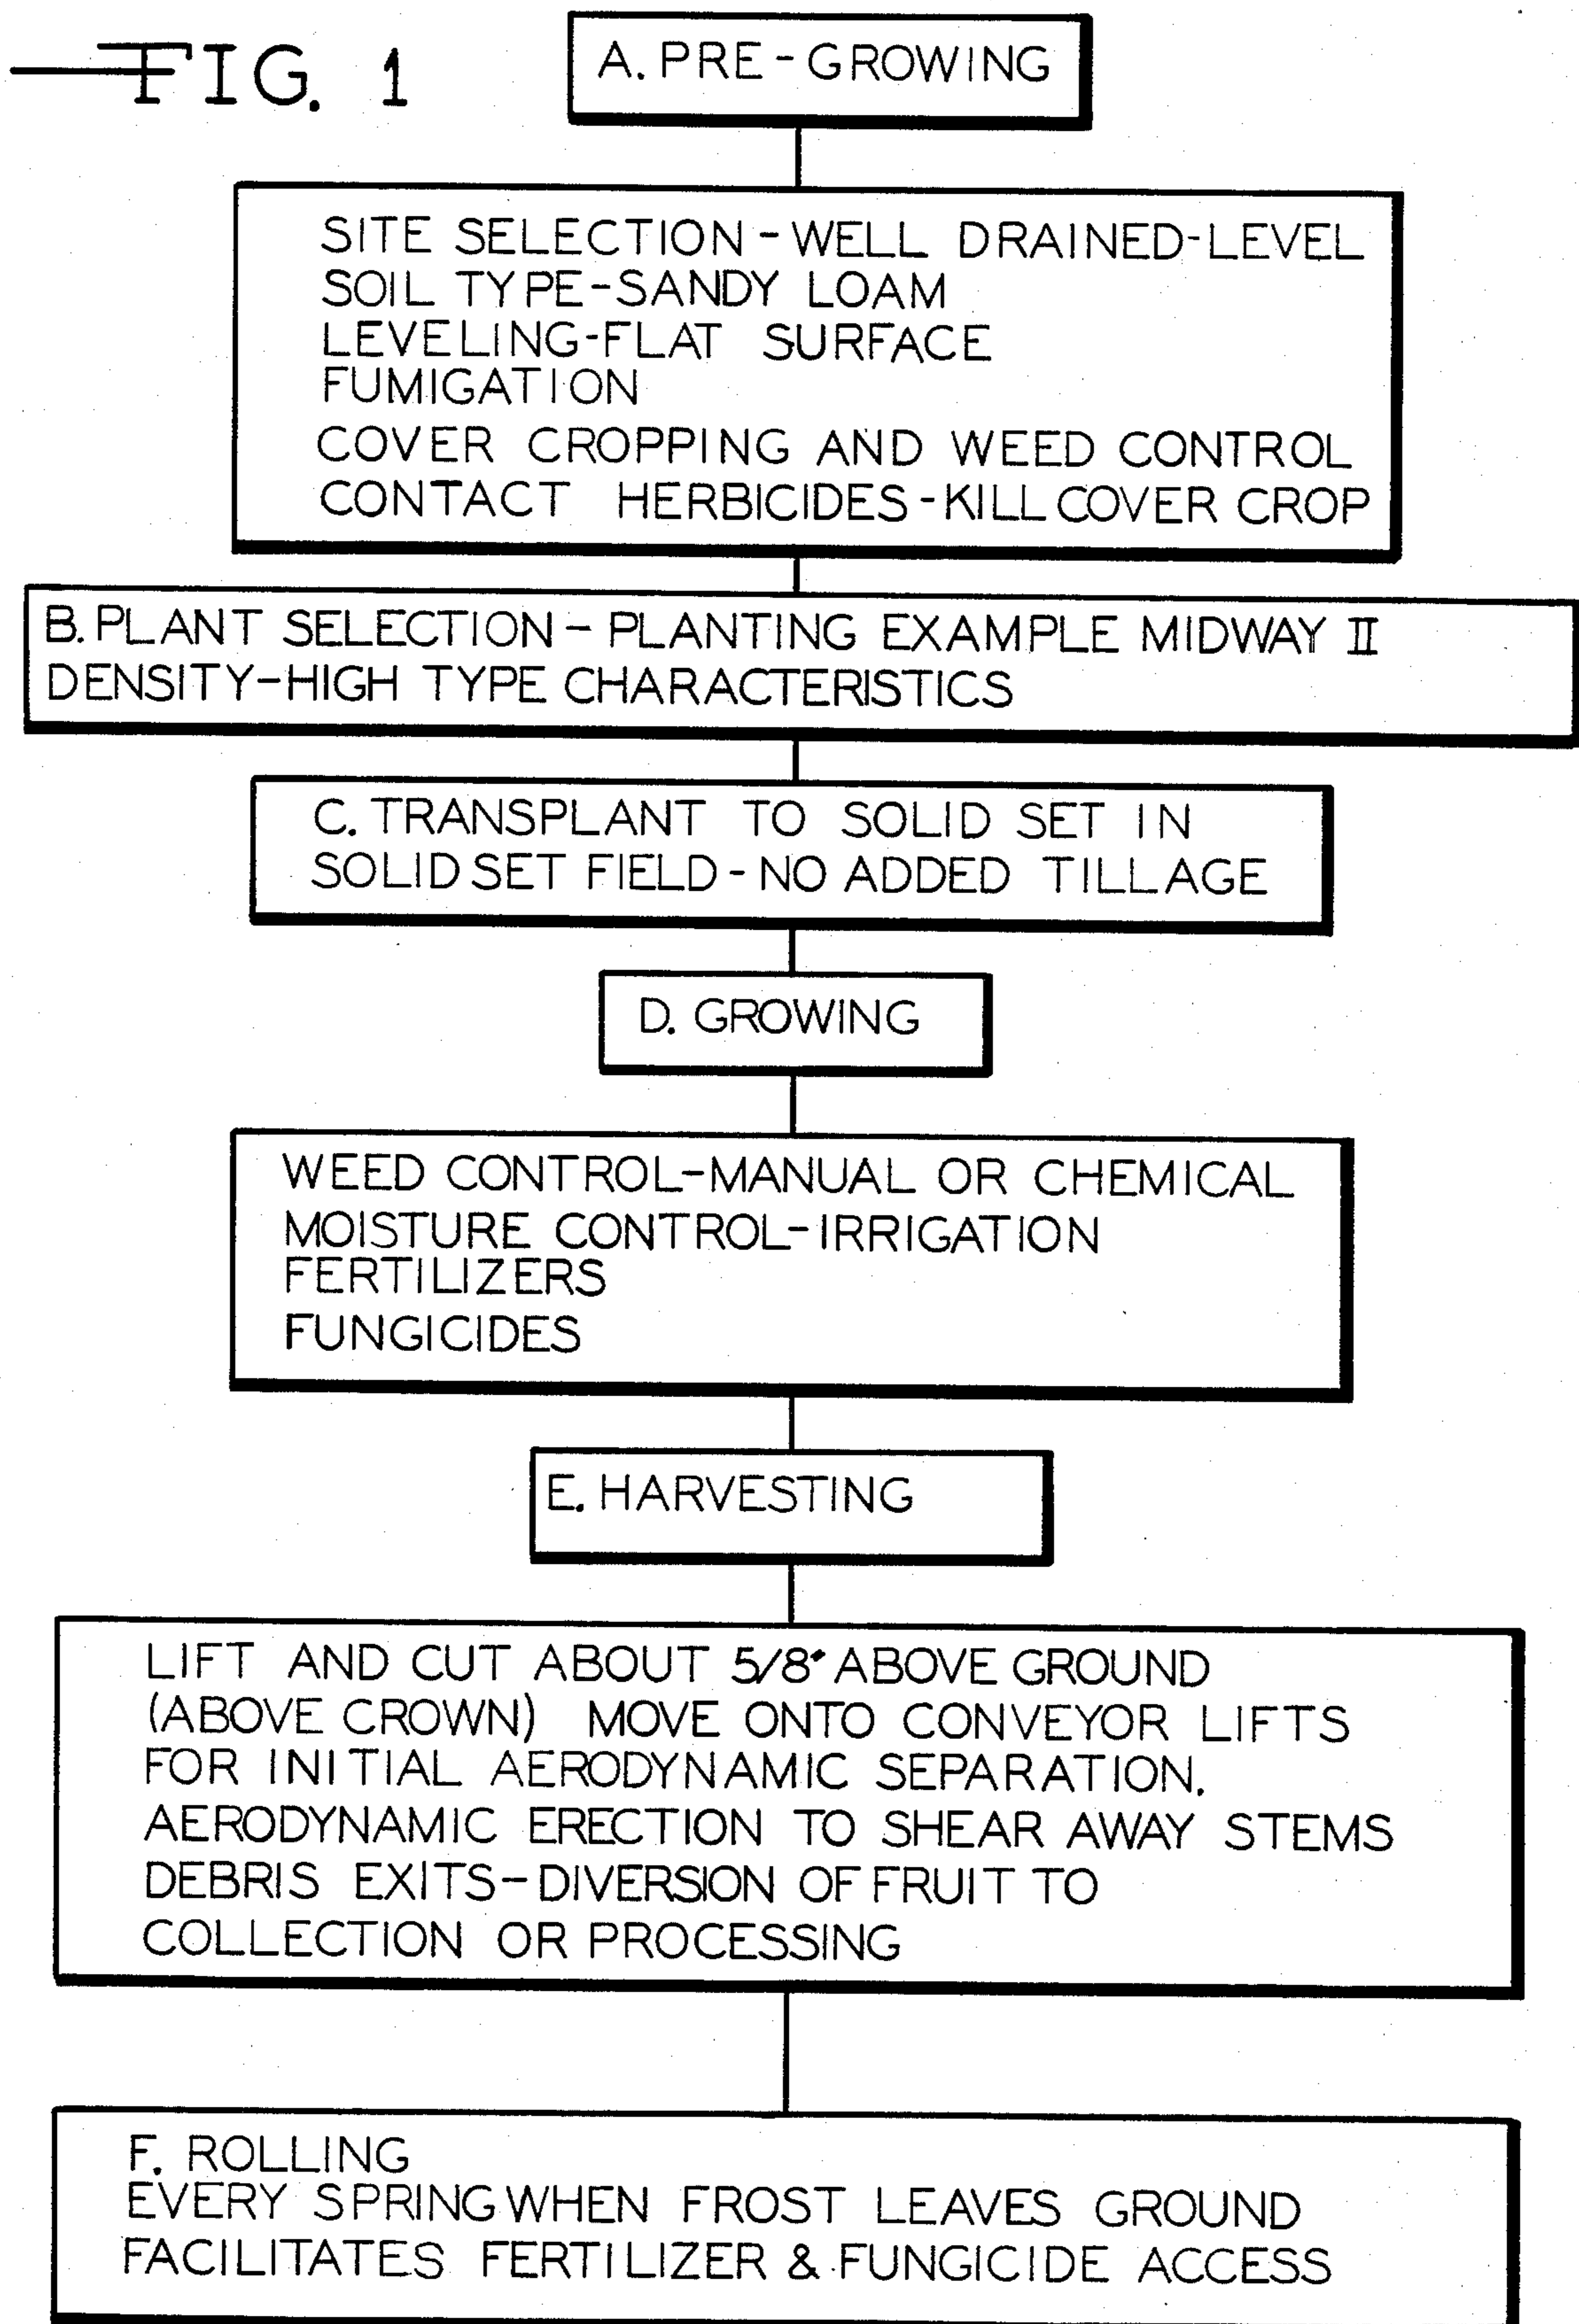 FIG. 1
A. PRE-GROWING
SITE SELECTION-WELL DRAINED-LEVEL
SOIL TYPE-SANDY LOAM
LEVELING-FLAT SURFACE
FUMIGATION
COVER CROPPING AND WEED CONTROL
CONTACT HERBICIDES-KILL COVER CROP
B. PLANT SELECTION-PLANTING EXAMPLE MIDWAY II
DENSITY-HIGH TYPE CHARACTERISTICS
C. TRANSPLANT TO SOLID SET IN
SOLID SET FIELD-NO ADDED TILLAGE
D. GROWING
WEED CONTROL-MANUAL OR CHEMICAL
MOISTURE CONTROL-IRRIGATION
FERTILIZERS
FUNGICIDES
E. HARVESTING
LIFT AND CUT ABOUT 5/8" ABOVE GROUND
(ABOVE CROWN) MOVE ONTO CONVEYOR LIFTS
FOR INITIAL AERODYNAMIC SEPARATION.
AERODYNAMIC ERECTION TO SHEAR AWAY STEMS
DEBRIS EXITS-DIVERSION OF FRUIT TO
COLLECTION OR PROCESSING
F. ROLLING
EVERY SPRING WHEN FROST LEAVES GROUND
FACILITATES FERTILIZER & FUNGICIDE ACCESS